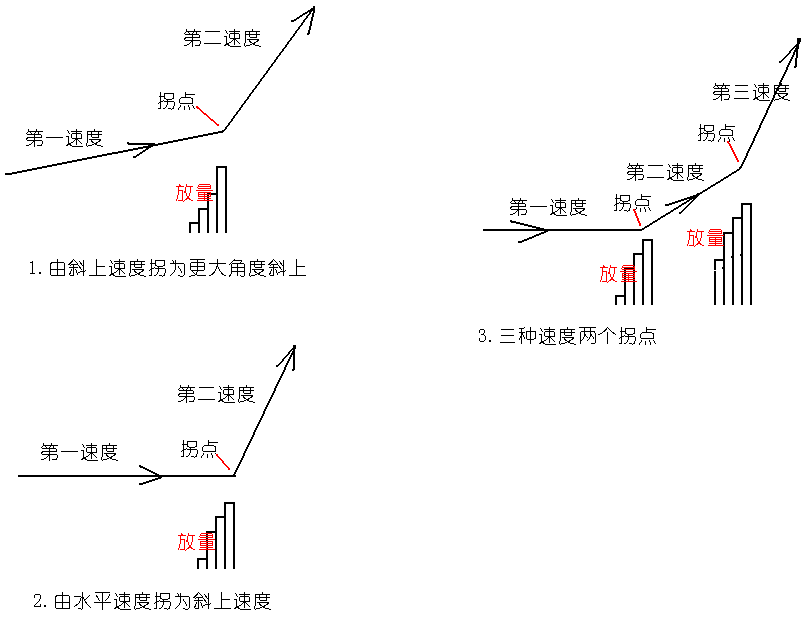 第二速度
拐点
第一速度
放量
1.由斜上速度拐为更大角度斜上
第二速度
拐点
第一速度
放量
2.由水平速度拐为斜上速度
第三速度
拐点
第二速度
拐点
第一速度
放量
放量
3.三种速度两个拐点